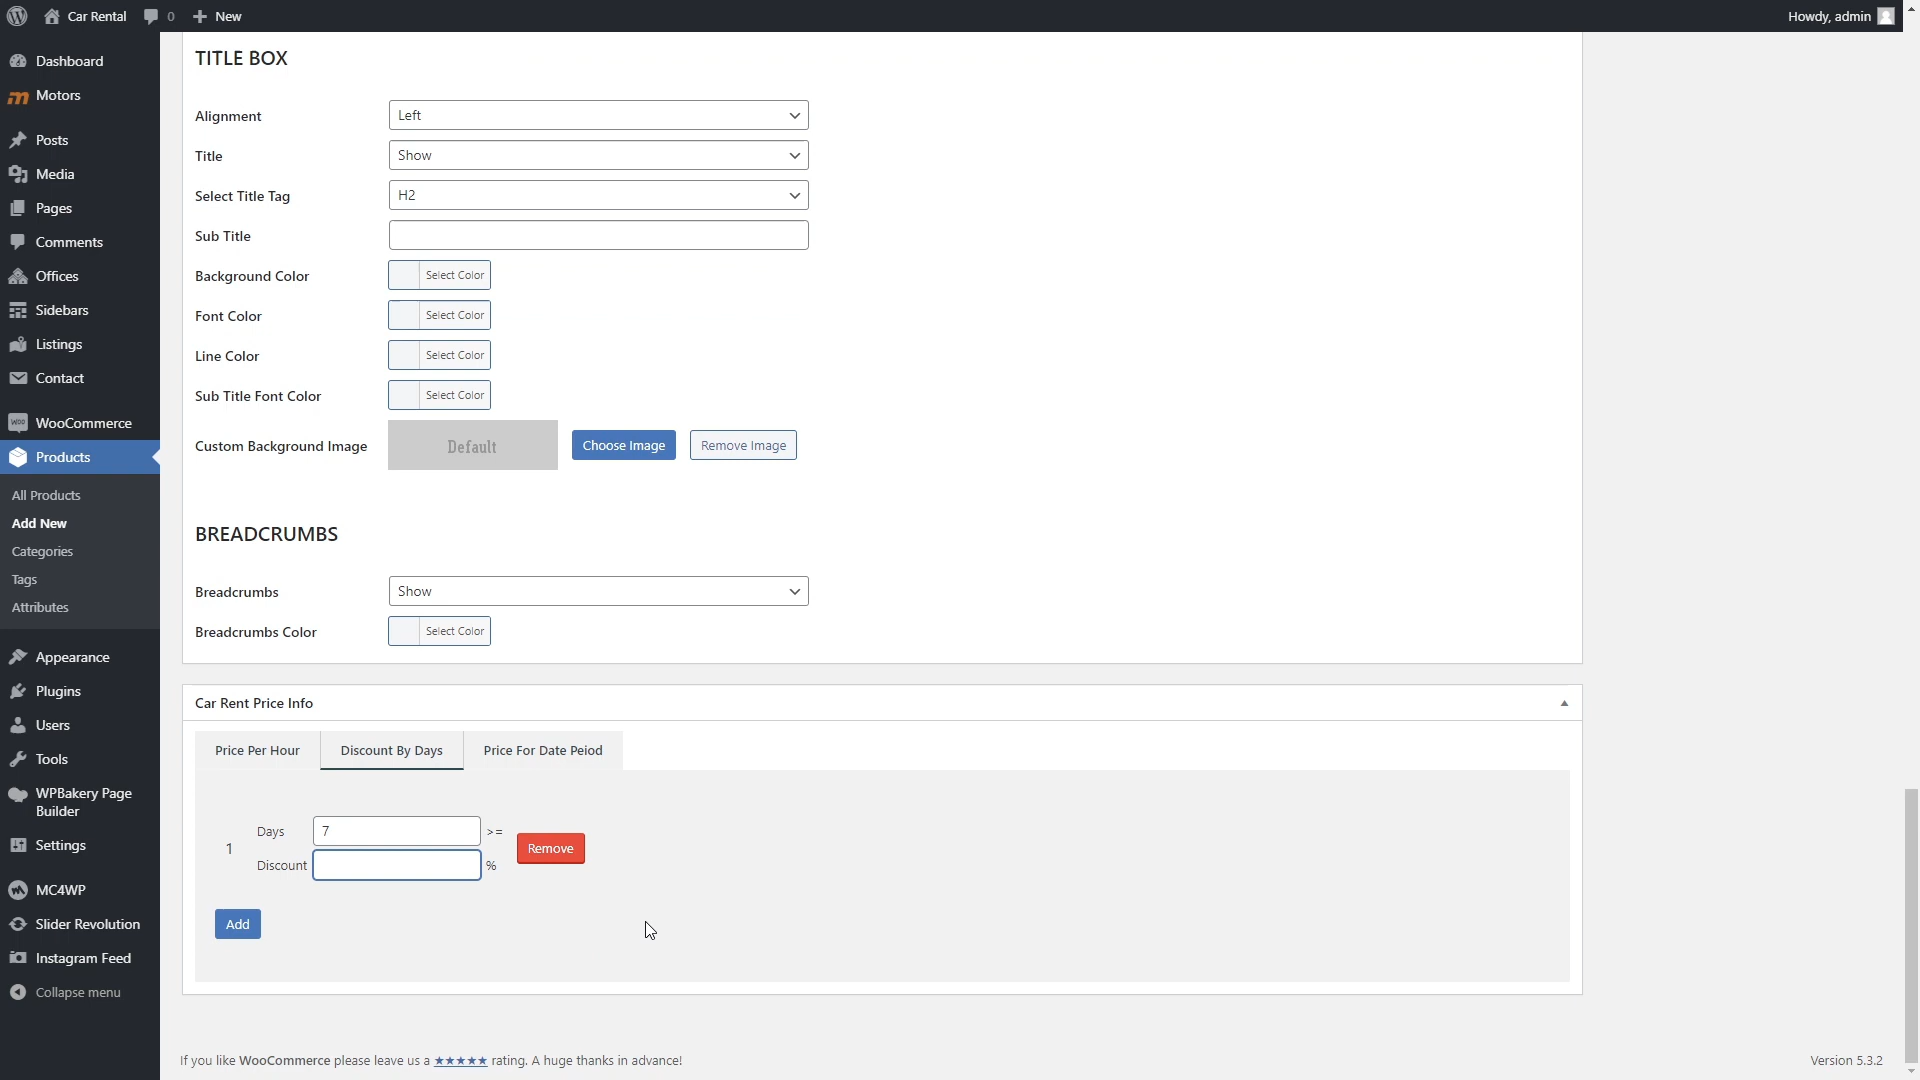 Car Rental
0
New
Howdy, admin
Dashboard
Motors
Posts
Media
Pages
Comments
Offices
Sidebars
Listings
Contact
WooCommerce
Products
All Products
Add New
Categories
Tags
Attributes
Appearance
Plugins
Users
Tools
WPBakery Page
Builder
Settings
MC4WP
Slider Revolution
Instagram Feed
Collapse menu
TITLE BOX
Alignment
Left
Title
Show
Select Title Tag
H2
Sub Title
Background Color
Select Color
Font Color
Select Color
Line Color
Select Color
Sub Title Font Color
Select Color
Custom Background Image
Default
Choose Image
Remove Image
BREADCRUMBS
Breadcrumbs
Show
Breadcrumbs Color
Select Color
Car Rent Price Info
Price Per Hour
Discount By Days
Price For Date Peiod
1
Days
7
>=
Discount
%
Remove
Add
If you like WooCommerce please leave us a ★★★★★ rating. A huge thanks in advance!
Version 5.3.2